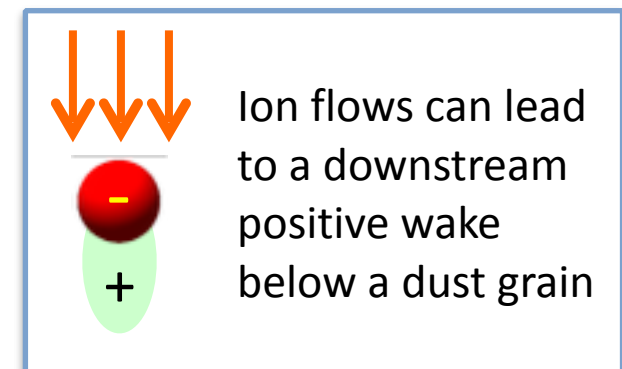 Ion flows can lead
to a downstream
positive wake
below a dust grain
-
+